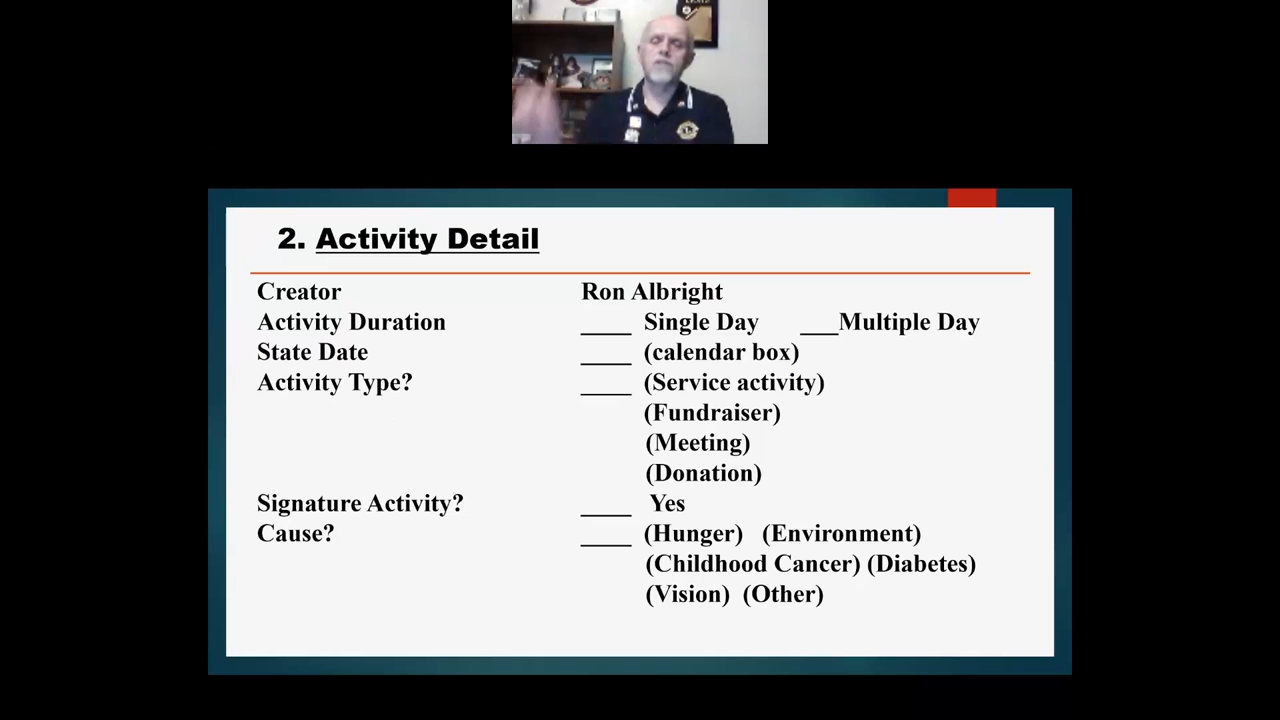 2. Activity Detail
Creator Ron Albright
Activity Duration ____ Single Day ___Multiple Day
State Date ____ (calendar box)
Activity Type? ____ (Service activity)
(Fundraiser)
(Meeting)
(Donation)
Signature Activity? ____ Yes
Cause? ____ (Hunger) (Environment)
(Childhood Cancer) (Diabetes)
(Vision) (Other)